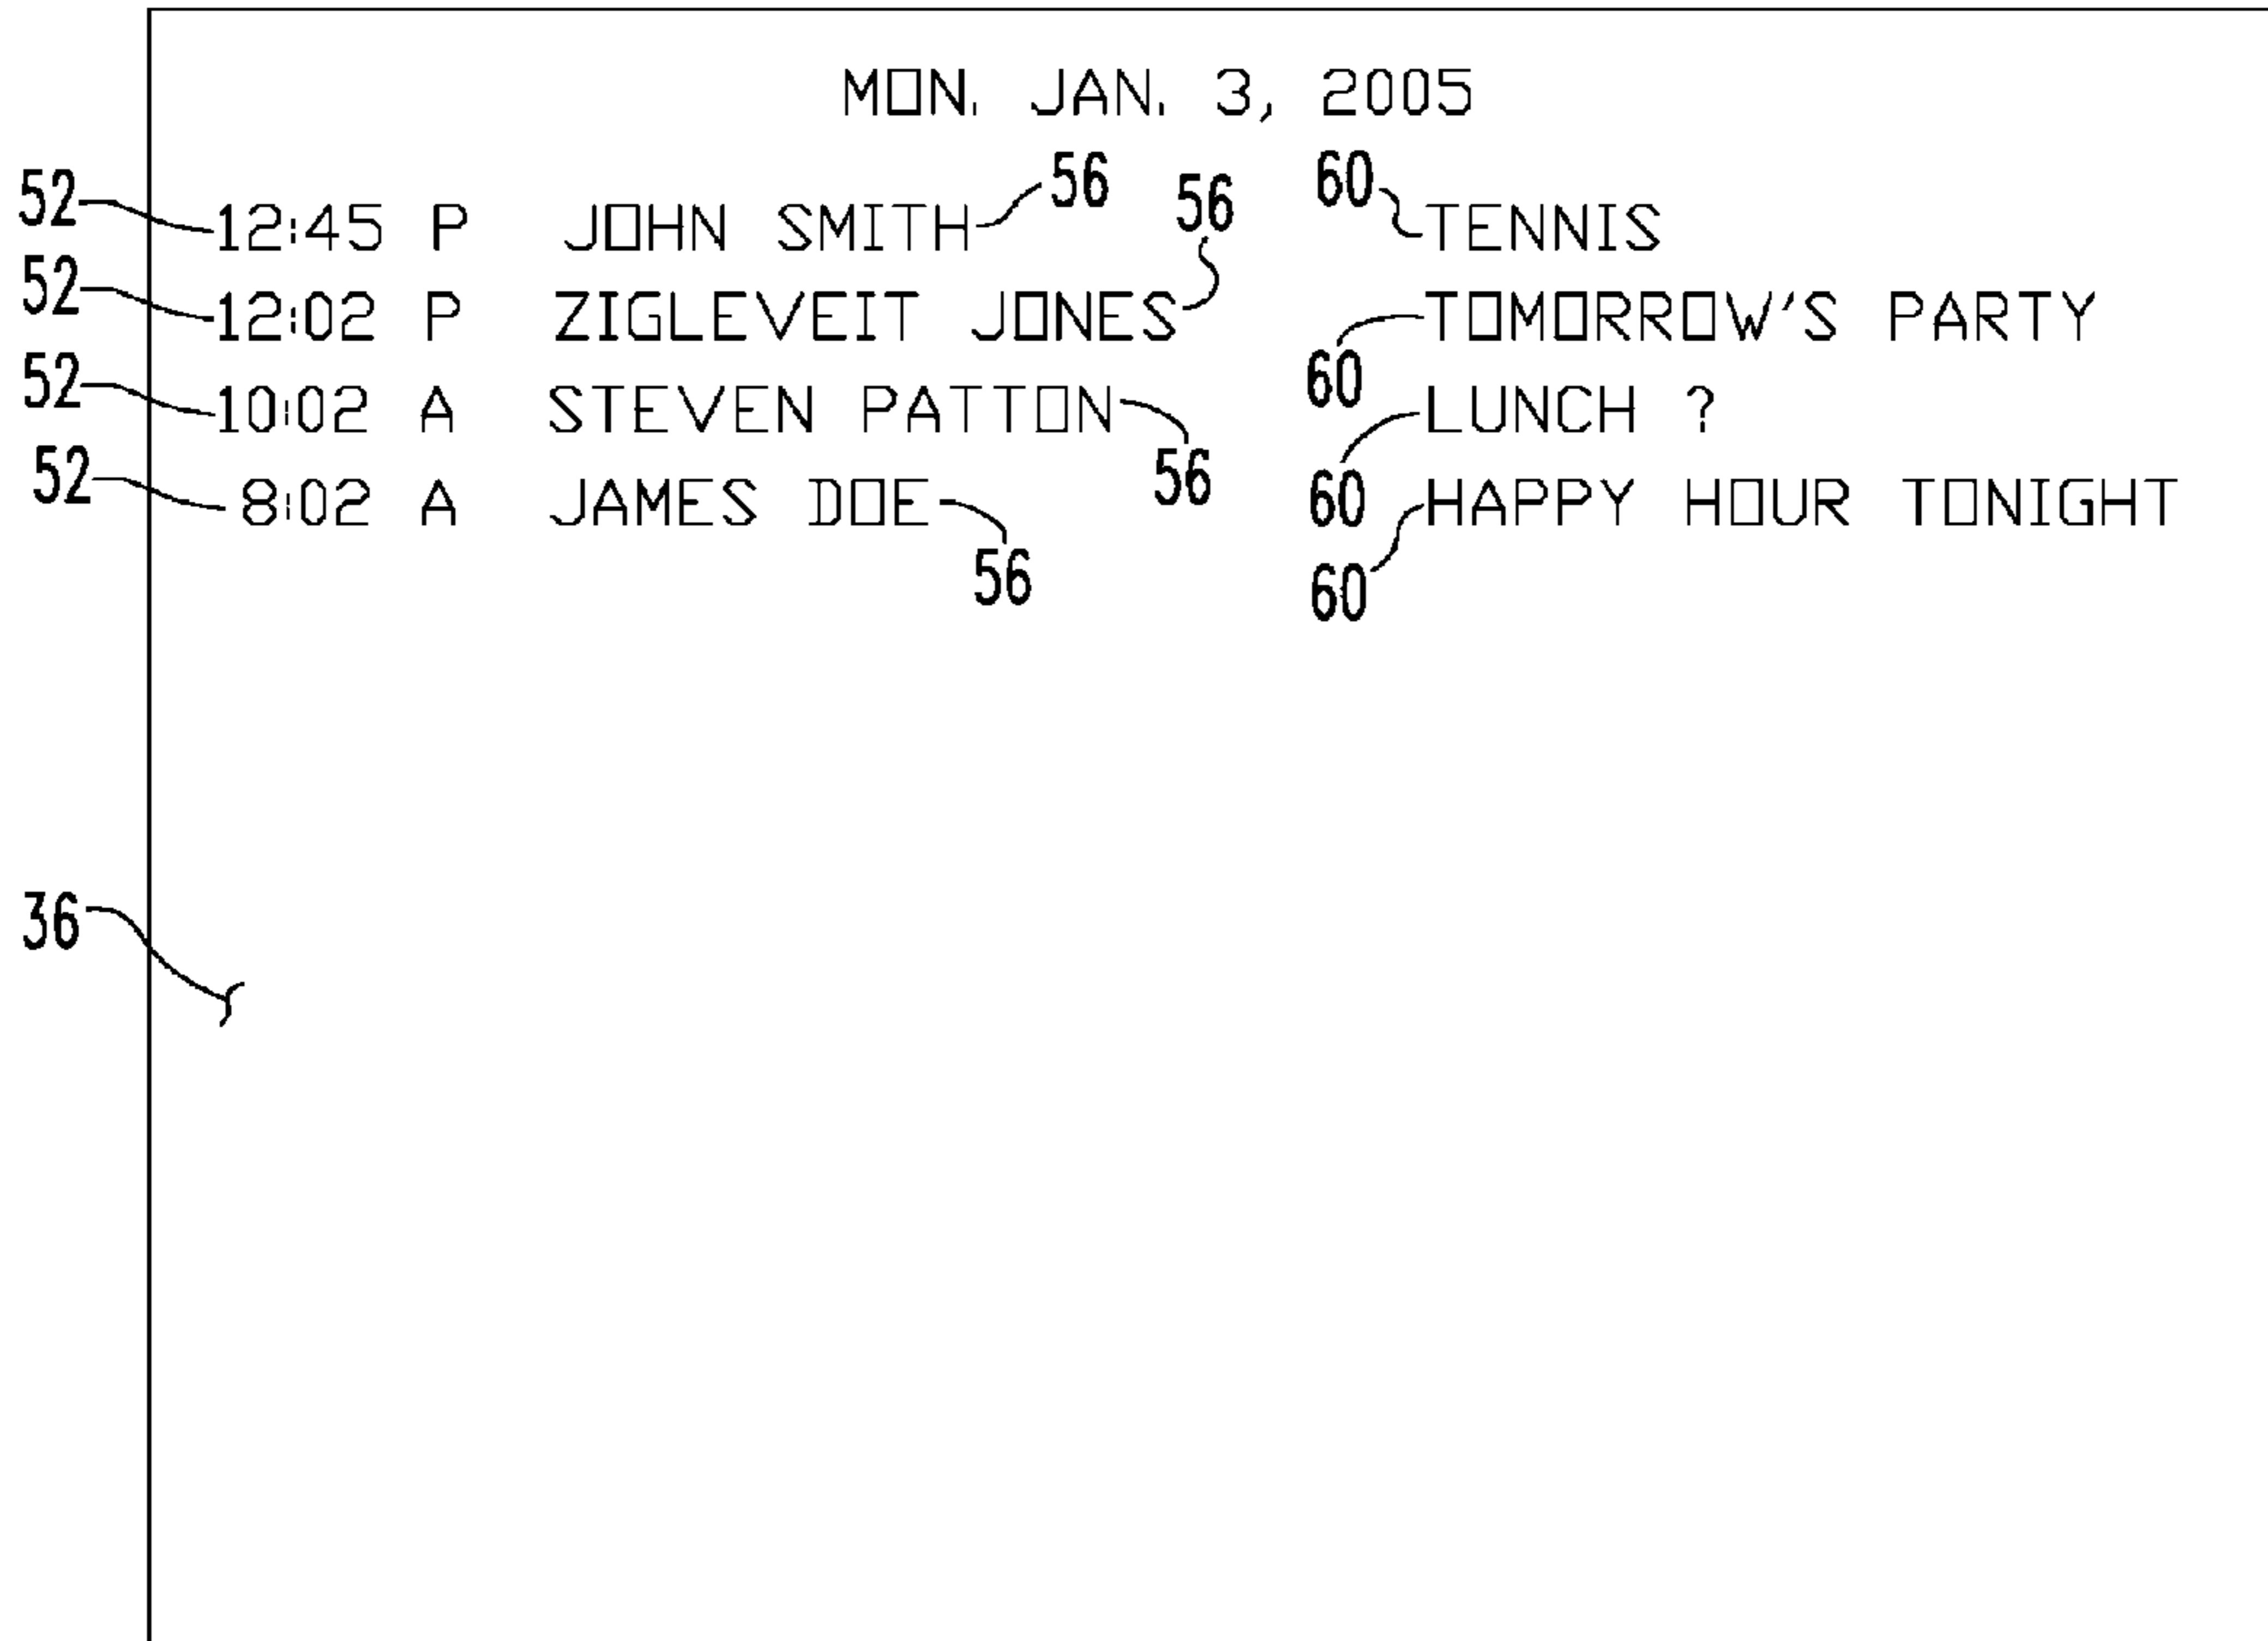 MON. JAN. 3, 2005
56 56 60
52 12:45 P JOHN SMITH TENNIS
52 12:02 P ZIGLEVEIT JONES TOMORROW'S PARTY
60
52 10:02 A STEVEN PATTON LUNCH ?
56 60
52 8:02 A JAMES DOE HAPPY HOUR TONIGHT
56 60
36